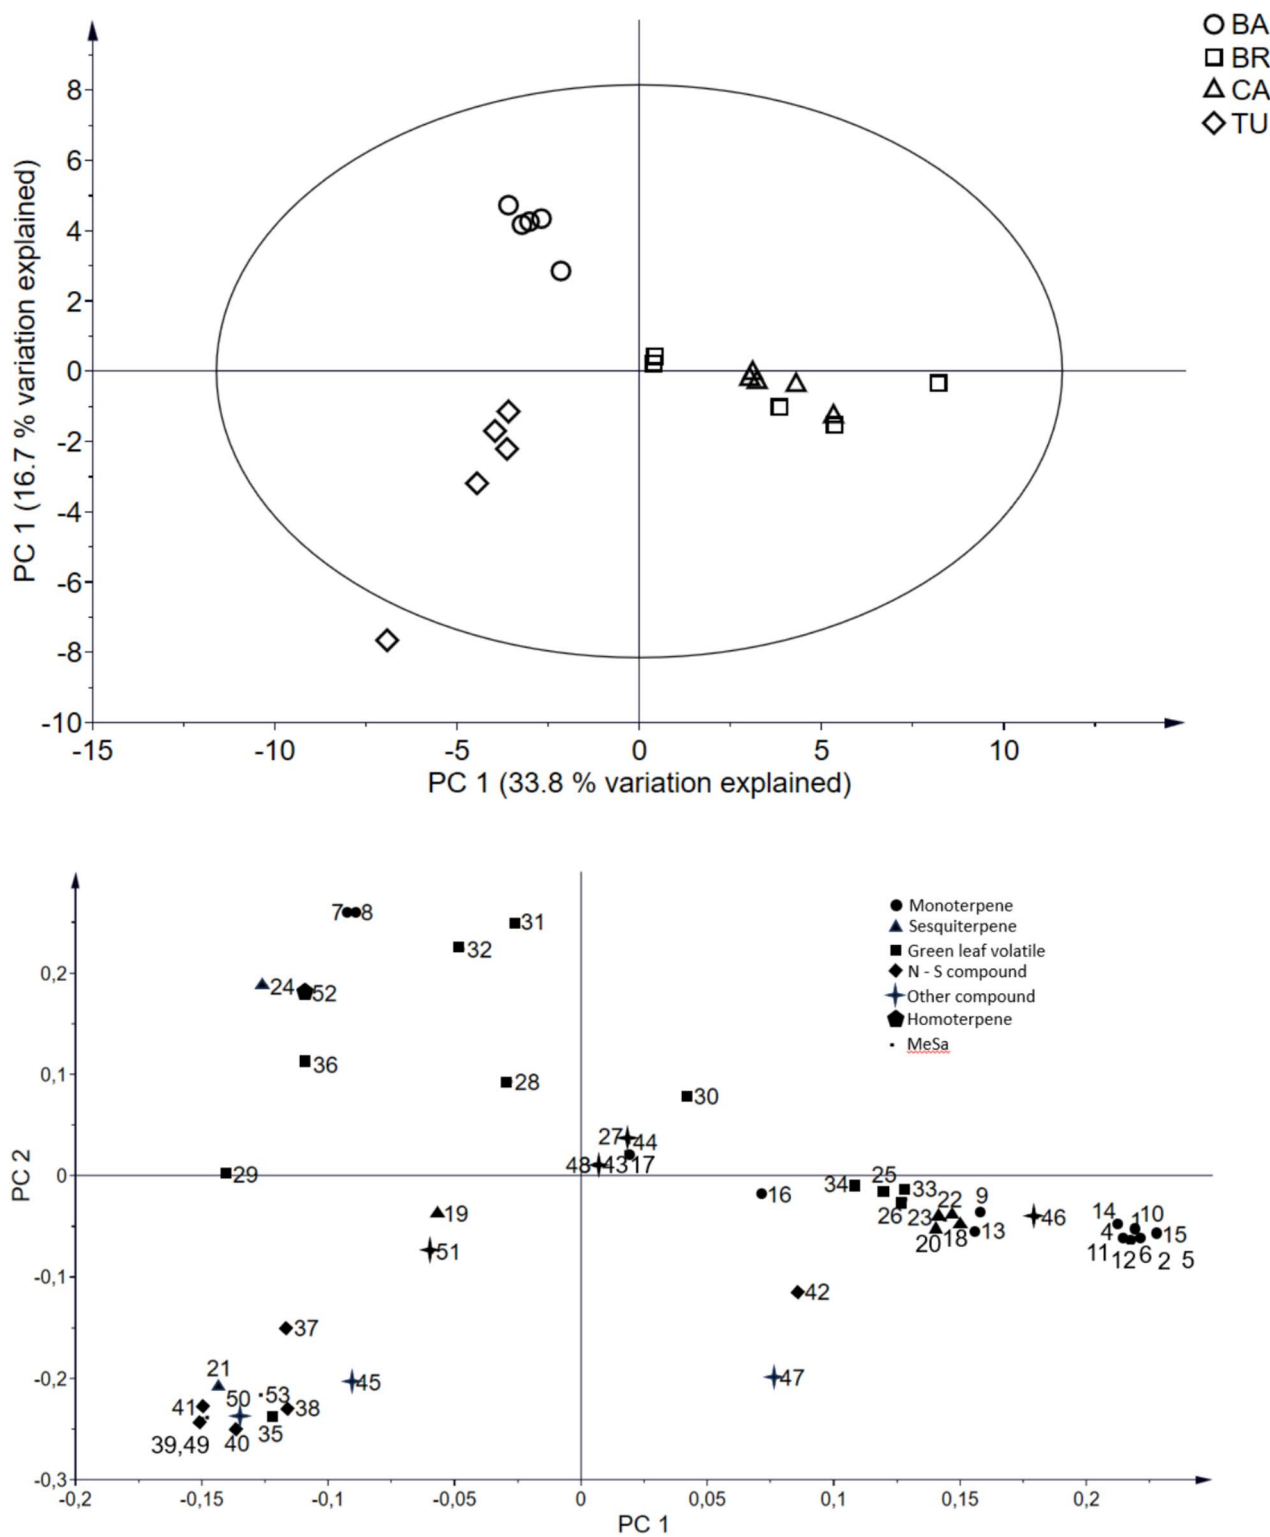 BA
BR
CA
TU
8
6
4
2
0
-2
-4
-6
-8
-10
PC 1 (16.7 % variation explained)
-15 -10 -5 0 5 10
PC 1 (33.8 % variation explained)
Monoterpene
Sesquiterpene
Green leaf volatile
N - S compound
Other compound
Homoterpene
MeSa
7 8 31
32
0,2
24 52
36
0,1
28 30
27 44
48 43 17
0
29
34 25 33 9
16 26 23 22 46 14 1 10
19 13 4 15
51 20 18 11 12 6 2 5
-0,1
42
37
-0,2
21 45 47
50 53
41 38
39,49 40 35
-0,3
PC 2
-0,2 -0,15 -0,1 -0,05 0 0,05 0,1 0,15 0,2
PC 1